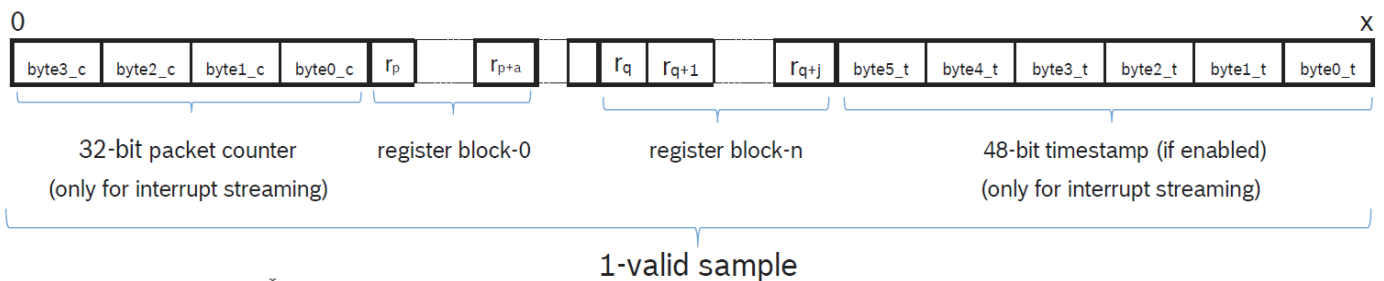 0 x
byte3_c byte2_c byte1_c byte0_c rp rp+a rq rq+1 rq+j byte5_t byte4_t byte3_t byte2_t byte1_t byte0_t
32-bit packet counter register block-0 register block-n 48-bit timestamp (if enabled)
(only for interrupt streaming) (only for interrupt streaming)
1-valid sample